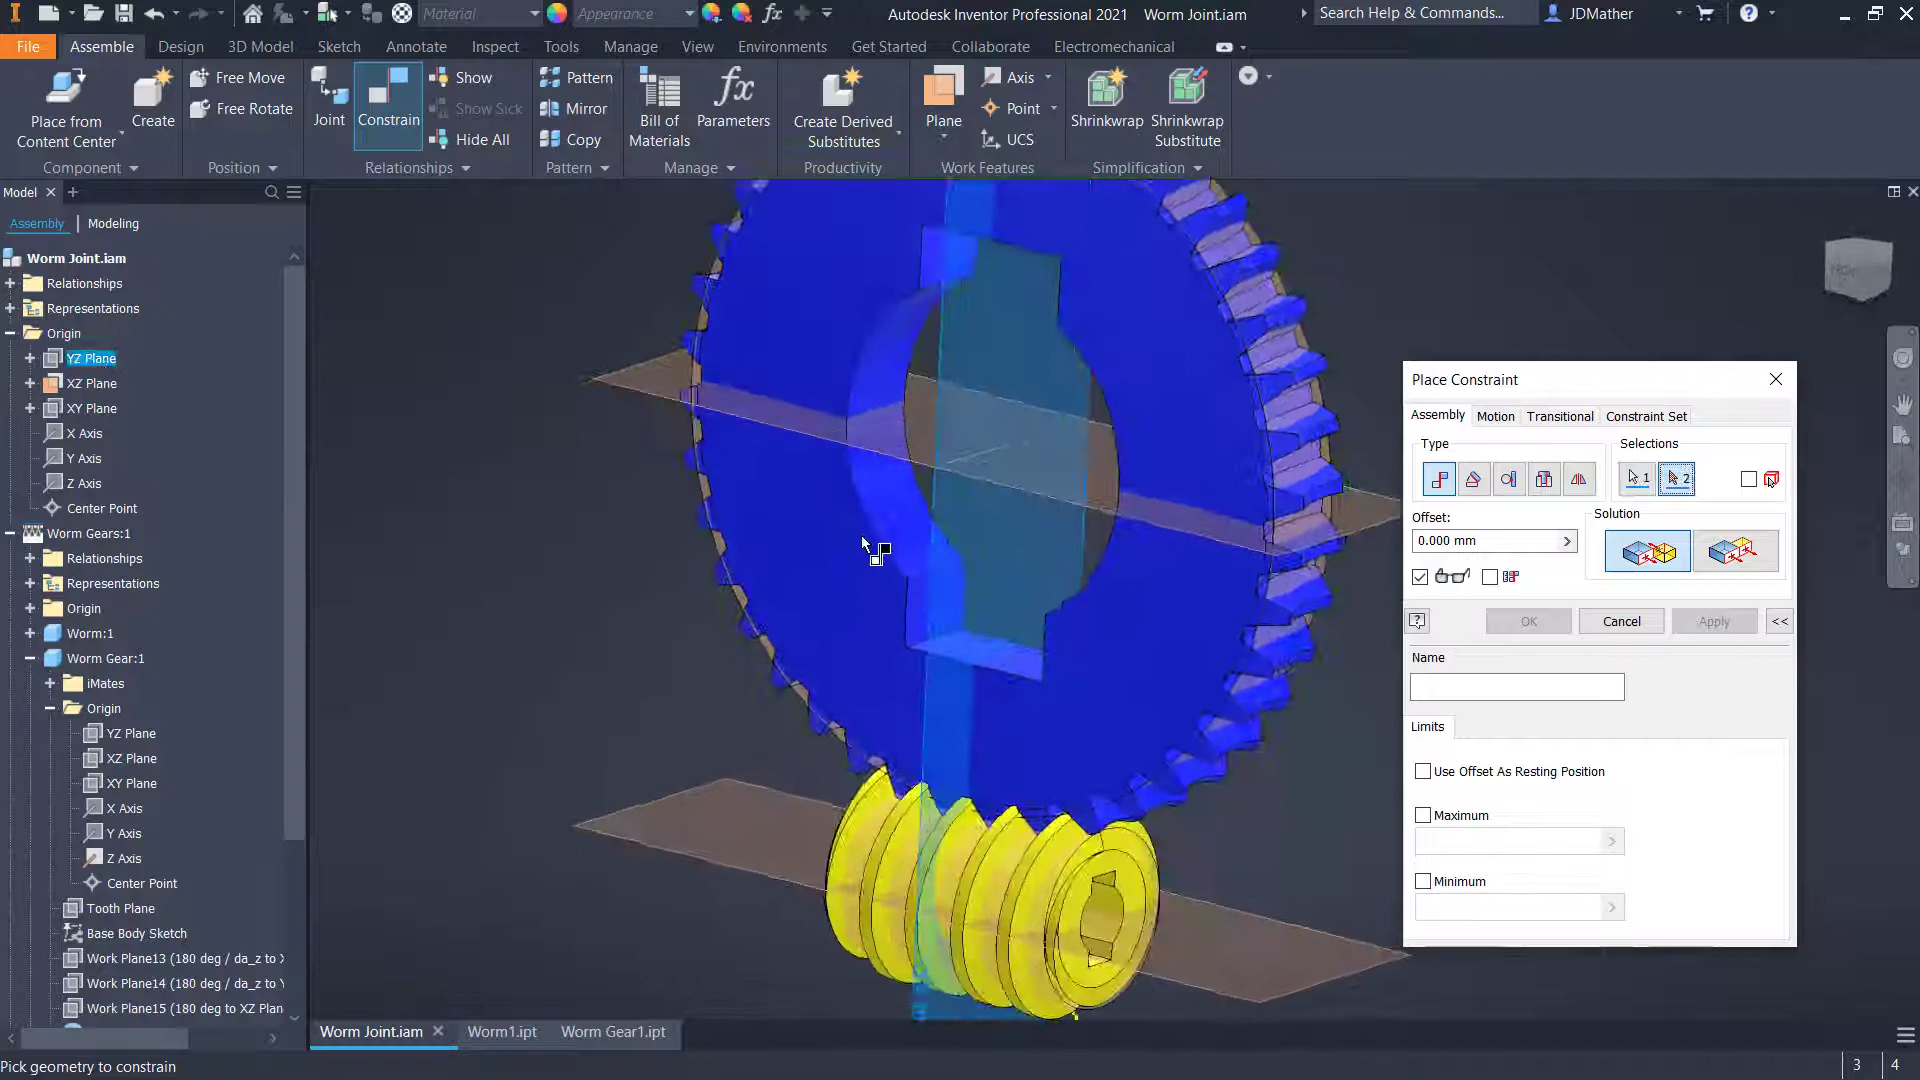 Material
Appearance
fx
Autodesk Inventor Professional 2021 Worm Joint.iam
Search Help & Commands...
JDMather
File
Assemble
Design
3D Model
Sketch
Annotate
Inspect
Tools
Manage
View
Environments
Get Started
Collaborate
Electromechanical
Place from
Content Center
Create
Component
Free Move
Free Rotate
Position
Joint
Constrain
Show
Show Sick
Hide All
Relationships
Pattern
Mirror
Copy
Pattern
Bill of
Materials
fx
Parameters
Manage
Create Derived
Substitutes
Productivity
Plane
Axis
Point
UCS
Work Features
Shrinkwrap
Shrinkwrap
Substitute
Simplification
Model
Assembly
Modeling
Worm Joint.iam
Relationships
Representations
Origin
YZ Plane
XZ Plane
XY Plane
X Axis
Y Axis
Z Axis
Center Point
Worm Gears:1
Relationships
Representations
Origin
Worm:1
Worm Gear:1
iMates
Origin
YZ Plane
XZ Plane
XY Plane
X Axis
Y Axis
Z Axis
Center Point
Tooth Plane
Base Body Sketch
Work Plane13 (180 deg / da_z to X
Work Plane14 (180 deg / da_z to Y
Work Plane15 (180 deg to XZ Plan
Place Constraint
Assembly
Motion
Transitional
Constraint Set
Type
Selections
1
2
Offset:
0.000 mm
Solution
OK
Cancel
Apply
<<
Name
Limits
Use Offset As Resting Position
Maximum
Minimum
Worm Joint.iam
Worm1.ipt
Worm Gear1.ipt
Pick geometry to constrain
3
4